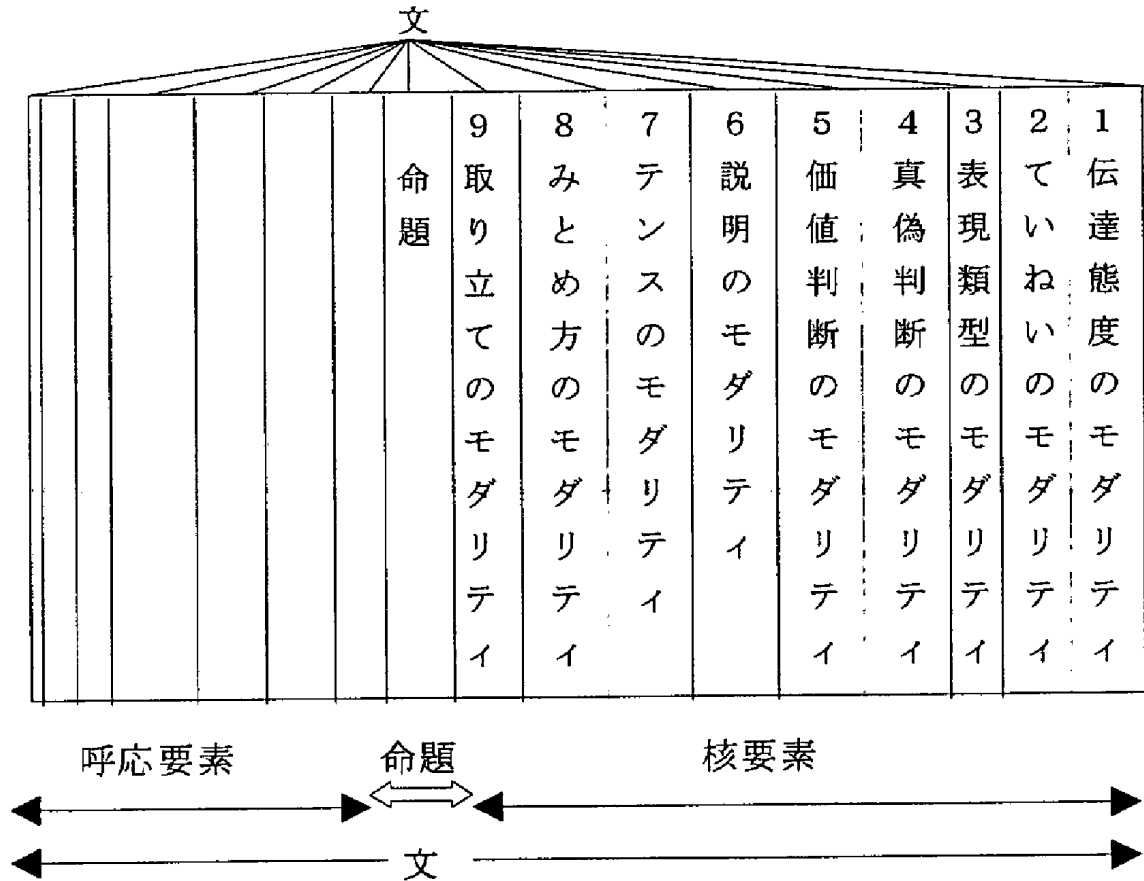 文
1伝達態度のモダリティ
2ていねいのモダリティ
3表現類型のモダリティ
4真偽判断のモダリティ
5価値判断のモダリティ
6説明のモダリティ
7テンスのモダリティ
8みとめ方のモダリティ
9取り立てのモダリティ
命題
呼応要素 命題 核要素
文